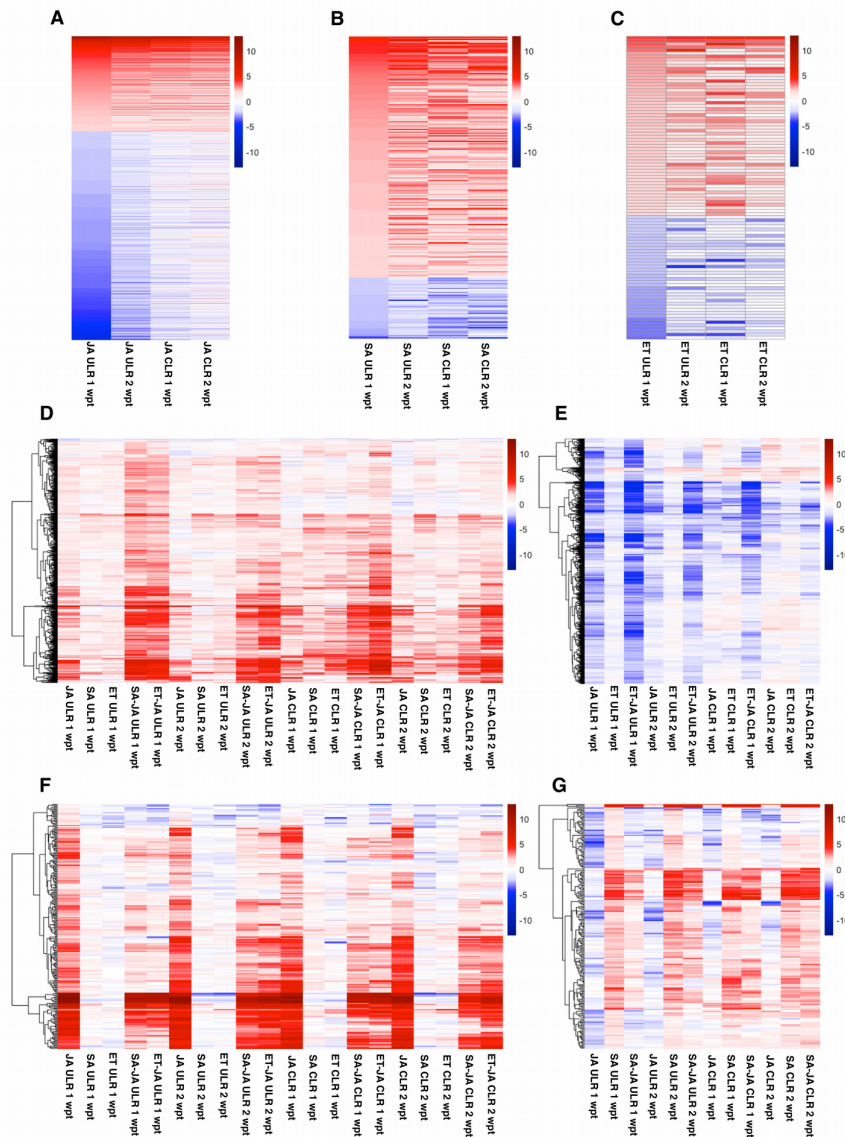 A
B
C
10
5
0
-5
-10
10
5
0
-5
-10
10
5
0
-5
-10
JA ULR 1 wpt
JA ULR 2 wpt
JA CLR 1 wpt
JA CLR 2 wpt
SA ULR 1 wpt
SA ULR 2 wpt
SA CLR 1 wpt
SA CLR 2 wpt
ET ULR 1 wpt
ET ULR 2 wpt
ET CLR 1 wpt
ET CLR 2 wpt
D
E
10
5
0
-5
-10
10
5
0
-5
-10
JA ULR 1 wpt
SA ULR 1 wpt
ET ULR 1 wpt
SA-JA ULR 1 wpt
ET-JA ULR 1 wpt
JA ULR 2 wpt
SA ULR 2 wpt
ET ULR 2 wpt
SA-JA ULR 2 wpt
ET-JA ULR 2 wpt
JA CLR 1 wpt
SA CLR 1 wpt
ET CLR 1 wpt
SA-JA CLR 1 wpt
ET-JA CLR 1 wpt
JA CLR 2 wpt
SA CLR 2 wpt
ET CLR 2 wpt
SA-JA CLR 2 wpt
ET-JA CLR 2 wpt
JA ULR 1 wpt
ET ULR 1 wpt
ET-JA ULR 1 wpt
JA ULR 2 wpt
ET ULR 2 wpt
ET-JA ULR 2 wpt
JA CLR 1 wpt
ET CLR 1 wpt
ET-JA CLR 1 wpt
JA CLR 2 wpt
ET CLR 2 wpt
ET-JA CLR 2 wpt
F
G
10
5
0
-5
-10
10
5
0
-5
-10
JA ULR 1 wpt
SA ULR 1 wpt
ET ULR 1 wpt
SA-JA ULR 1 wpt
ET-JA ULR 1 wpt
JA ULR 2 wpt
SA ULR 2 wpt
ET ULR 2 wpt
SA-JA ULR 2 wpt
ET-JA ULR 2 wpt
JA CLR 1 wpt
SA CLR 1 wpt
ET CLR 1 wpt
SA-JA CLR 1 wpt
ET-JA CLR 1 wpt
JA CLR 2 wpt
SA CLR 2 wpt
ET CLR 2 wpt
SA-JA CLR 2 wpt
ET-JA CLR 2 wpt
JA ULR 1 wpt
SA ULR 1 wpt
SA-JA ULR 1 wpt
JA ULR 2 wpt
SA ULR 2 wpt
SA-JA ULR 2 wpt
JA CLR 1 wpt
SA CLR 1 wpt
SA-JA CLR 1 wpt
JA CLR 2 wpt
SA CLR 2 wpt
SA-JA CLR 2 wpt